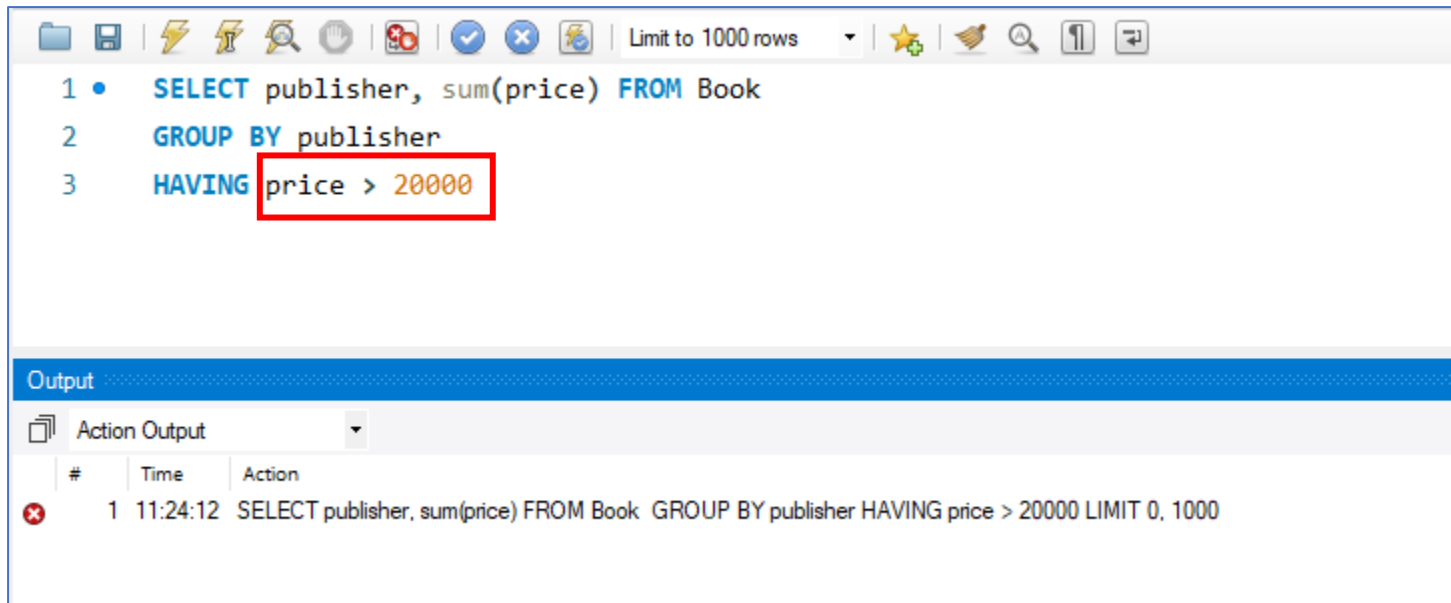 Limit to 1000 rows
1 SELECT publisher, sum(price) FROM Book
2 GROUP BY publisher
3 HAVING price > 20000
Output
Action Output
# Time Action
1 11:24:12 SELECT publisher, sum(price) FROM Book  GROUP BY publisher HAVING price > 20000 LIMIT 0, 1000